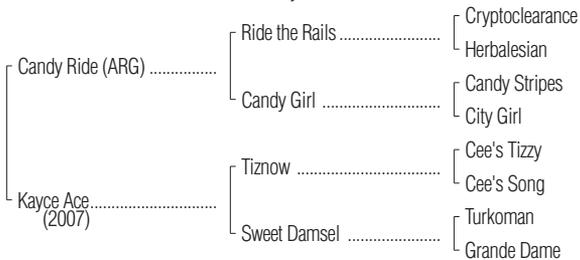 Cryptoclearance
Ride the Rails
Herbalesian
Candy Ride (ARG)
Candy Stripes
Candy Girl
City Girl
Cee's Tizzy
Tiznow
Cee's Song
Kayce Ace
(2007)
Turkoman
Sweet Damsel
Grande Dame